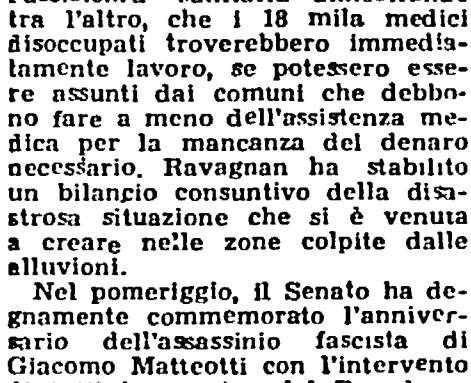 tra l'altro, che i 18 mila medici
disoccupati troverebbero immedia-
tamente lavoro, se potessero esse-
re assunti dai comuni che debbo-
no fare a meno dell'assistenza me-
dica per la mancanza del denaro
necessario. Ravagnan ha stabilito
un bilancio consuntivo della disa-
strosa situazione che si è venuta
a creare nelle zone colpite dalle
alluvioni.
Nel pomeriggio, il Senato ha de-
gnamente commemorato l'anniver-
sario dell'assassinio fascista di
Giacomo Matteotti con l'intervento